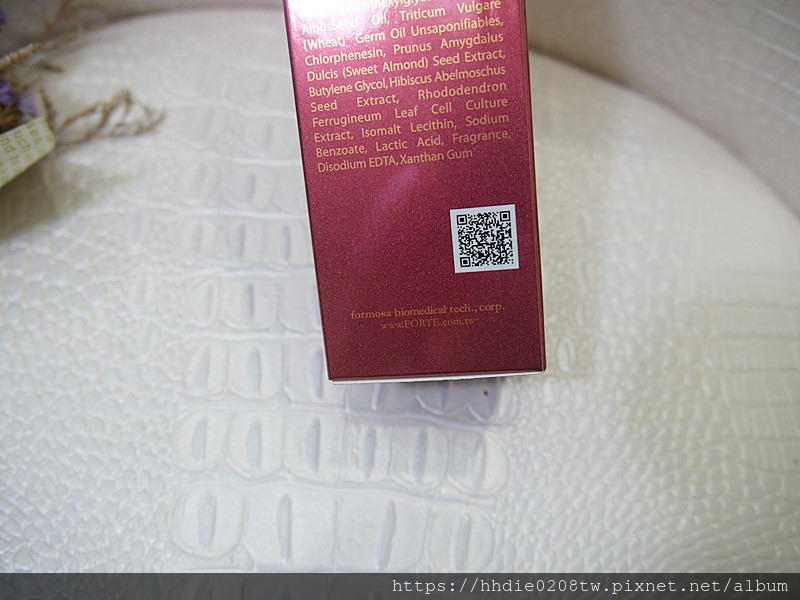 AlbusSeed Oil, Triticum Vulgare
(Wheat), Germ Oil Unsaponifiables,
Chlorphenesin, Prunus Amygdalus
Dulcis (Sweet Almond) Seed Extract,
Butylene Glycol, Hibiscus Abelmoschus
Seed Extract, Rhododendron
Ferrugineum Leaf Cell Culture
Extract, Isomalt Lecithin, Sodium
Benzoate, Lactic Acid, Fragrance,
Disodium EDTA, Xanthan Gum
formosa biomedical tech., corp.
www.FORTE.com.tw
https://hhdie0208tw.pixnet.net/album